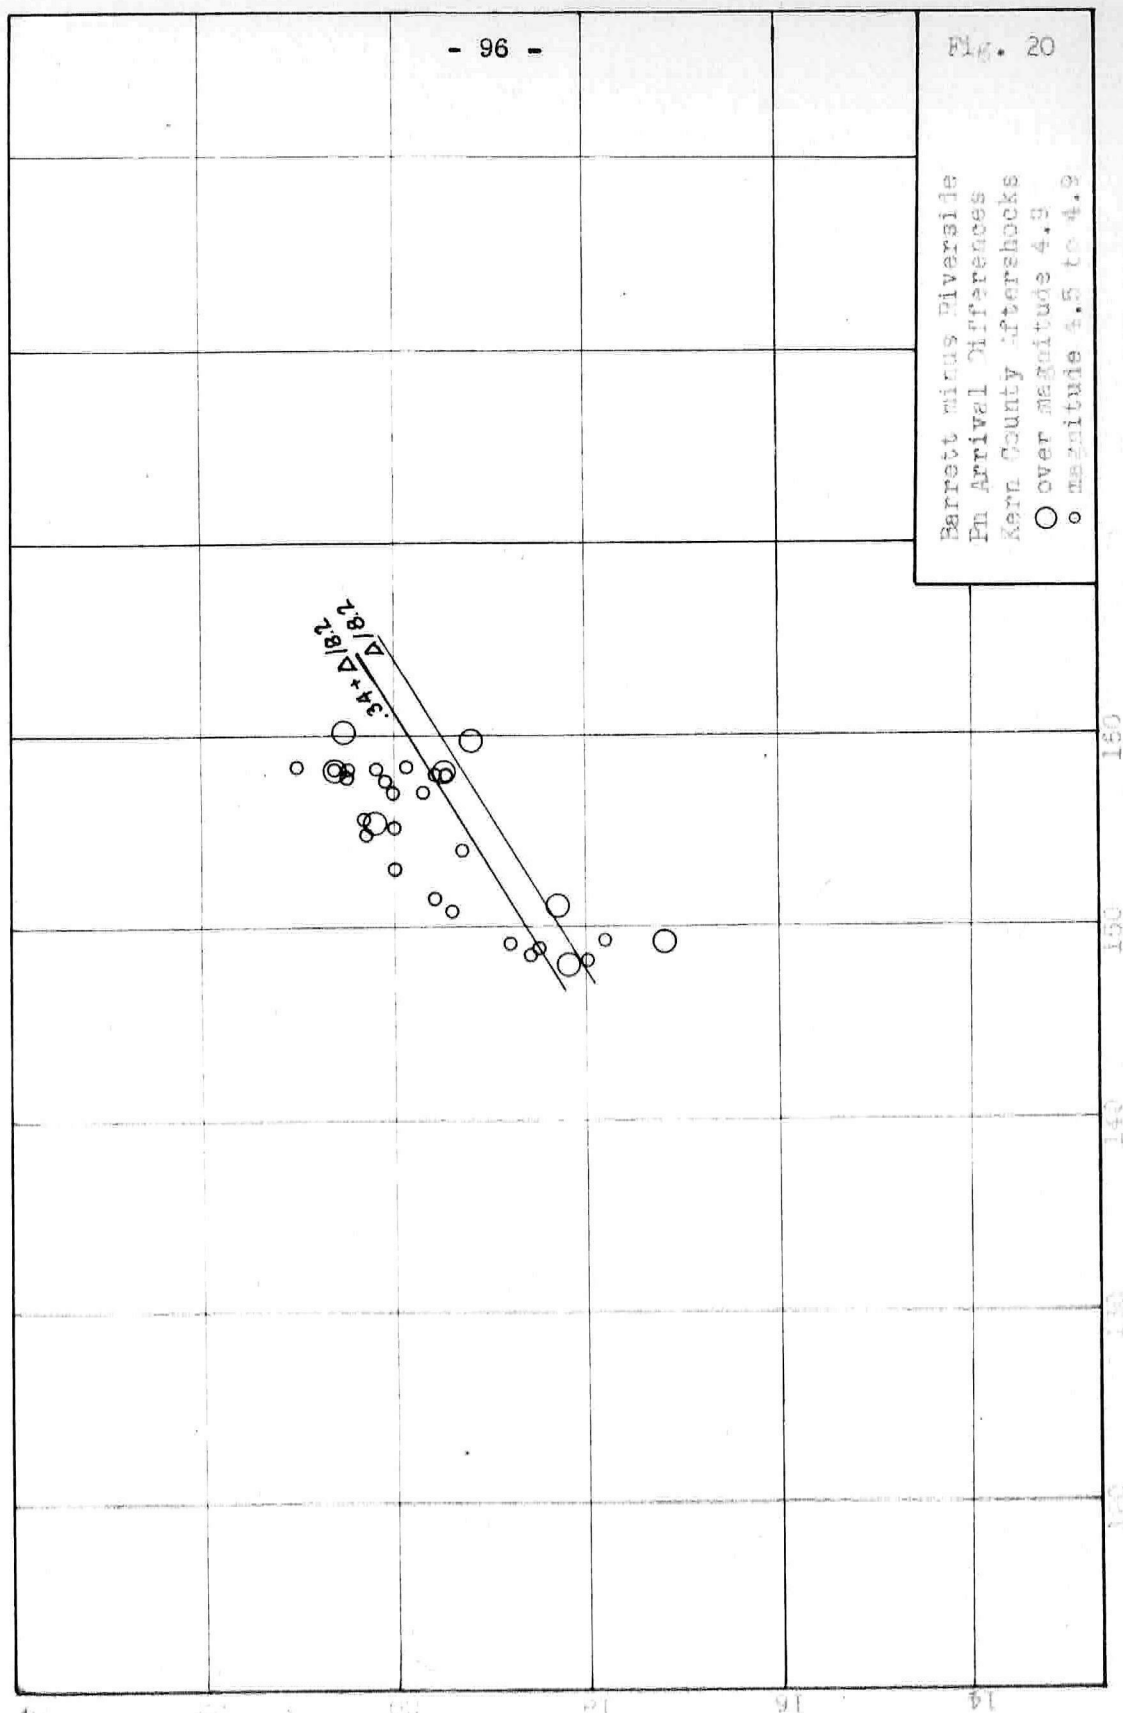 - 96 -
Fig. 20
Barrett minus Riverside
Pn Arrival Differences
Kern County Aftershocks
over magnitude 4.9
magnitude 4.5 to 4.9
.34 + Δ/8.2
Δ/8.2
160
150
140
130
18
16
14